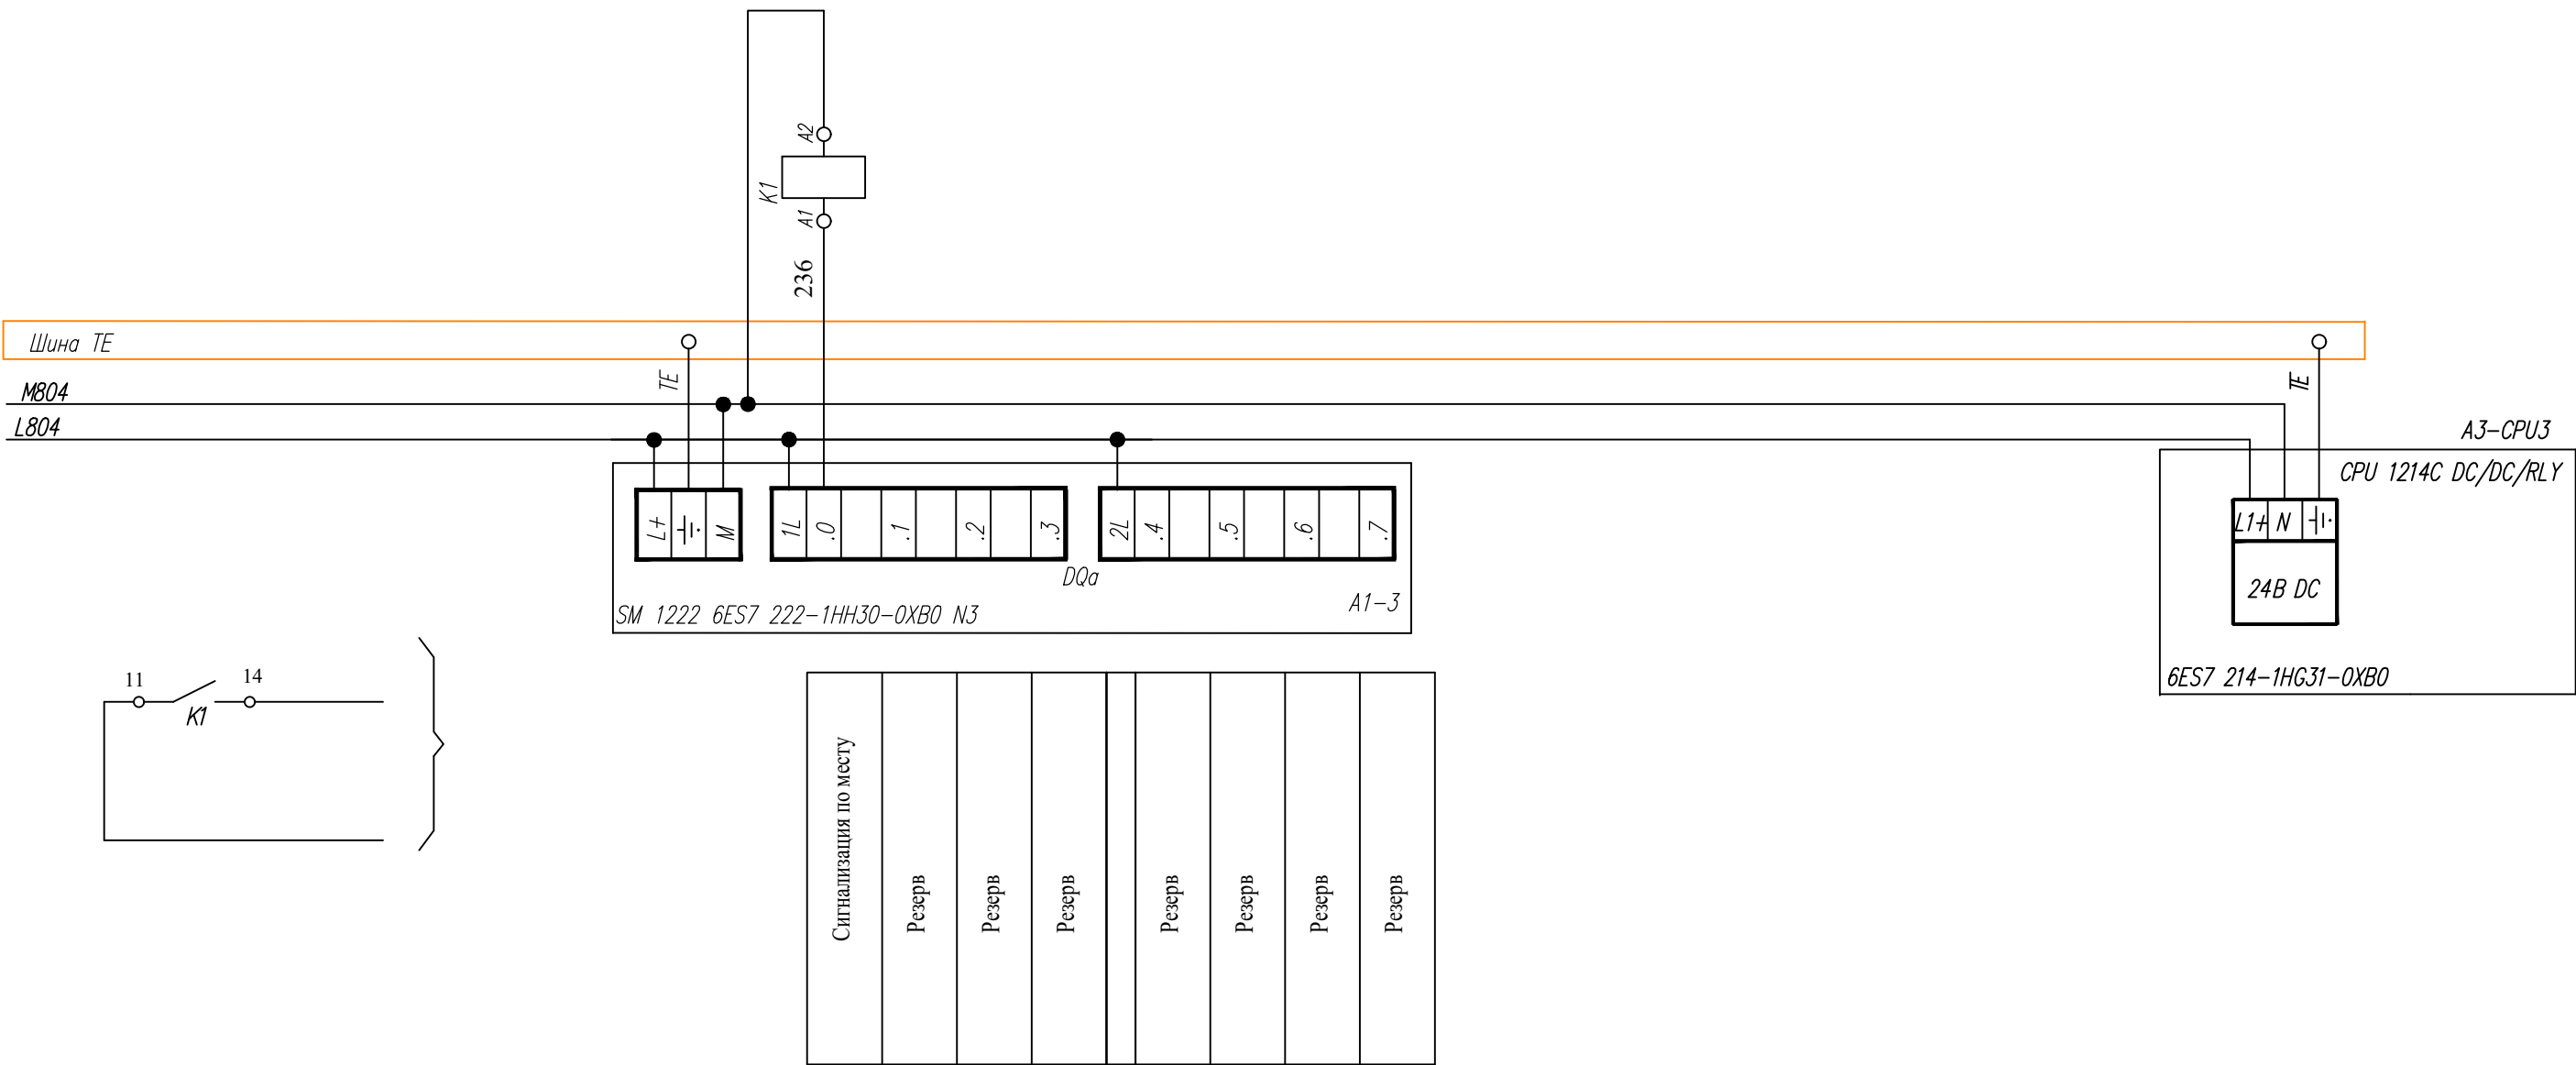 A2
K1
A1
236
Шина TE
TE
TE
M804
L804
A3-CPU3
CPU 1214C DC/DC/RLY
L+
M
1L
.0
.1
.2
.3
2L
.4
.5
.6
.7
L1+ N
DQa
24В DC
A1-3
SM 1222 6ES7 222-1HH30-0XB0 N3
6ES7 214-1HG31-0XB0
11
14
K1
Сигнализация по месту
Резерв
Резерв
Резерв
Резерв
Резерв
Резерв
Резерв